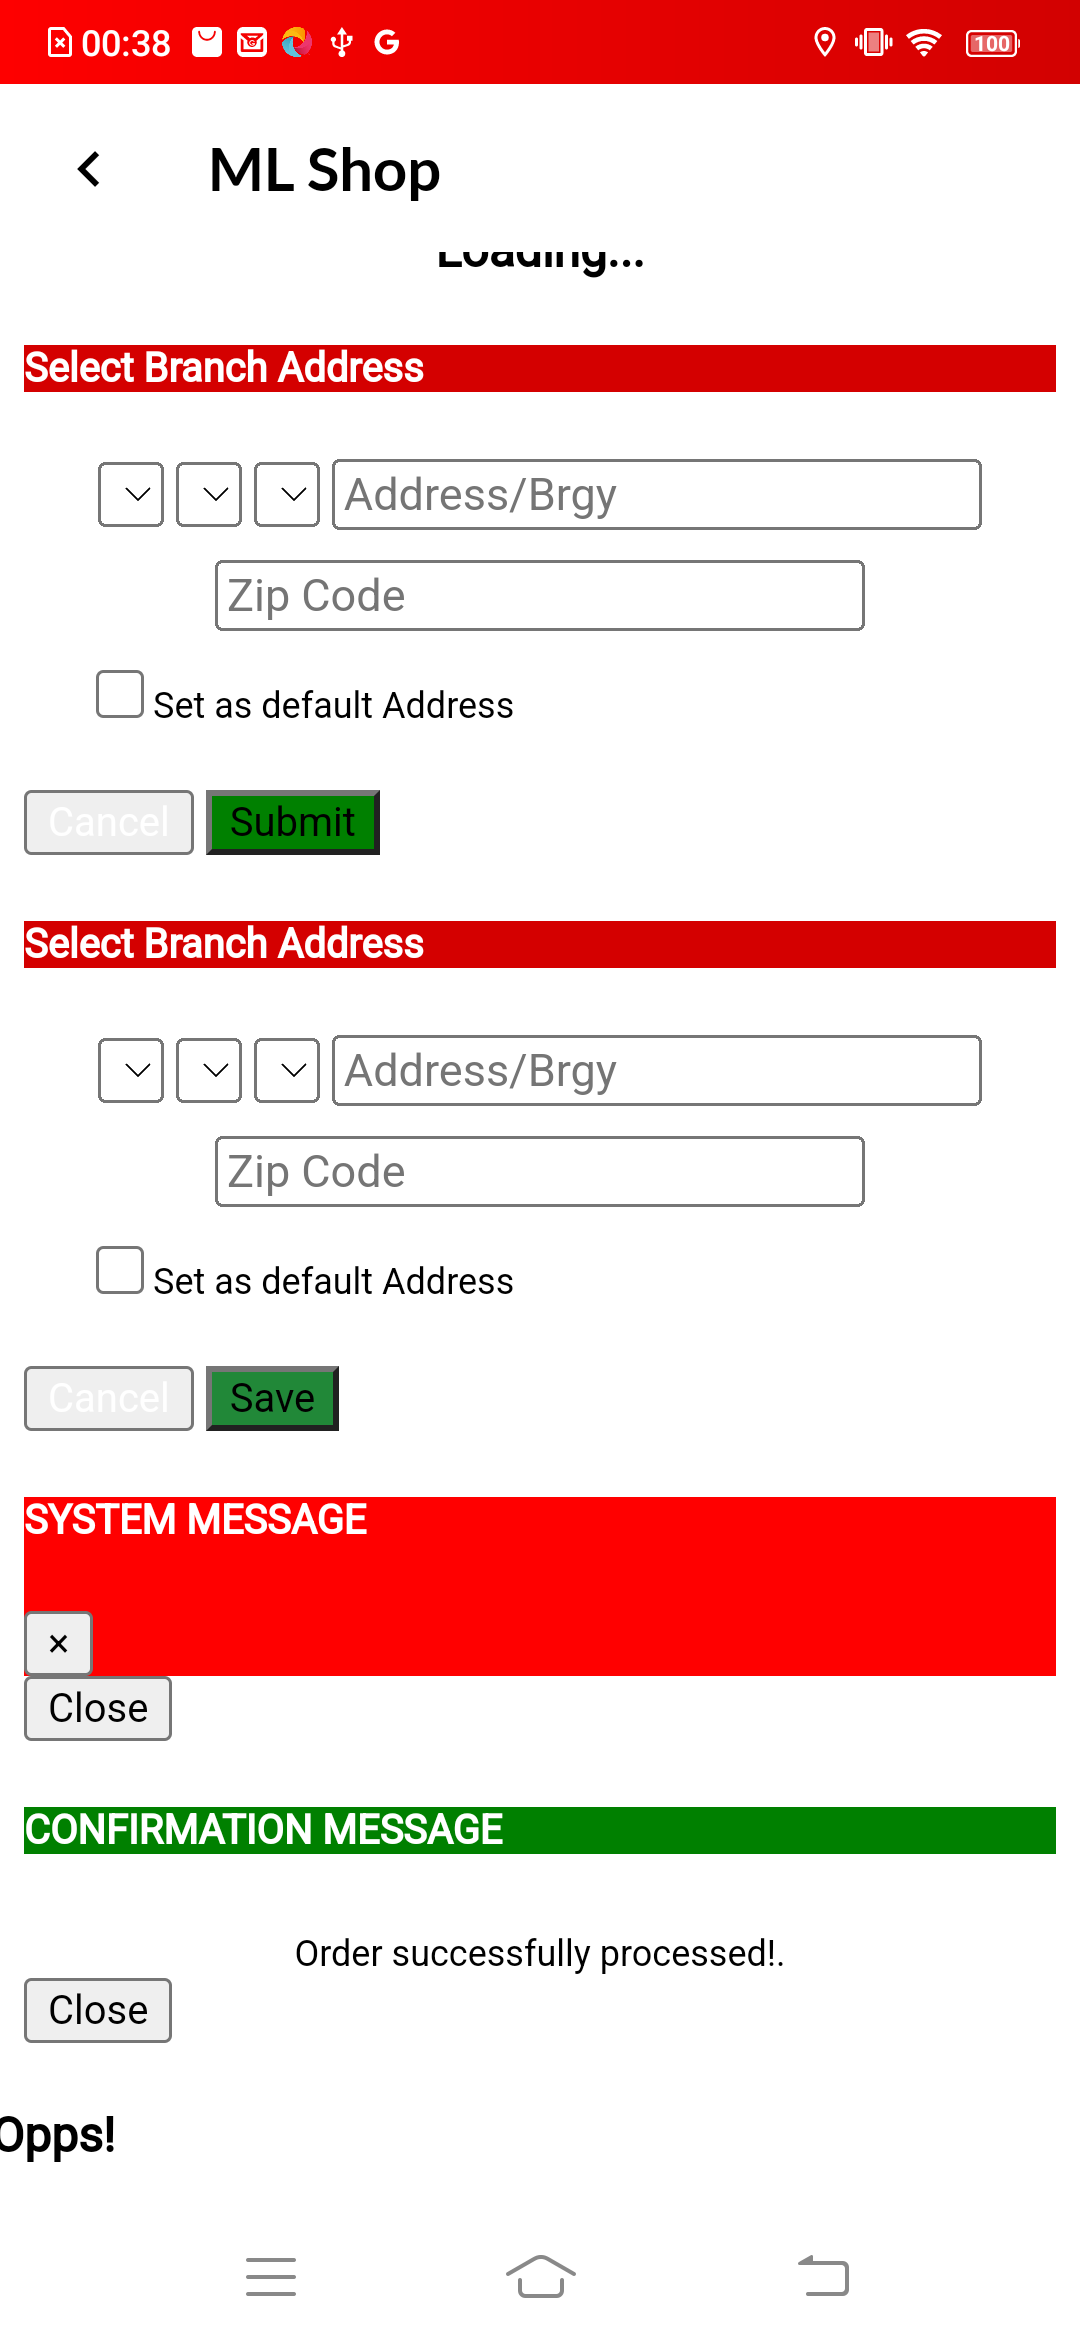 00:38
100
ML Shop
Loading...
Select Branch Address
Address/Brgy
Zip Code
Set as default Address
Cancel Submit
Select Branch Address
Address/Brgy
Zip Code
Set as default Address
Cancel Save
SYSTEM MESSAGE
×
Close
CONFIRMATION MESSAGE
Order successfully processed!.
Close
Opps!